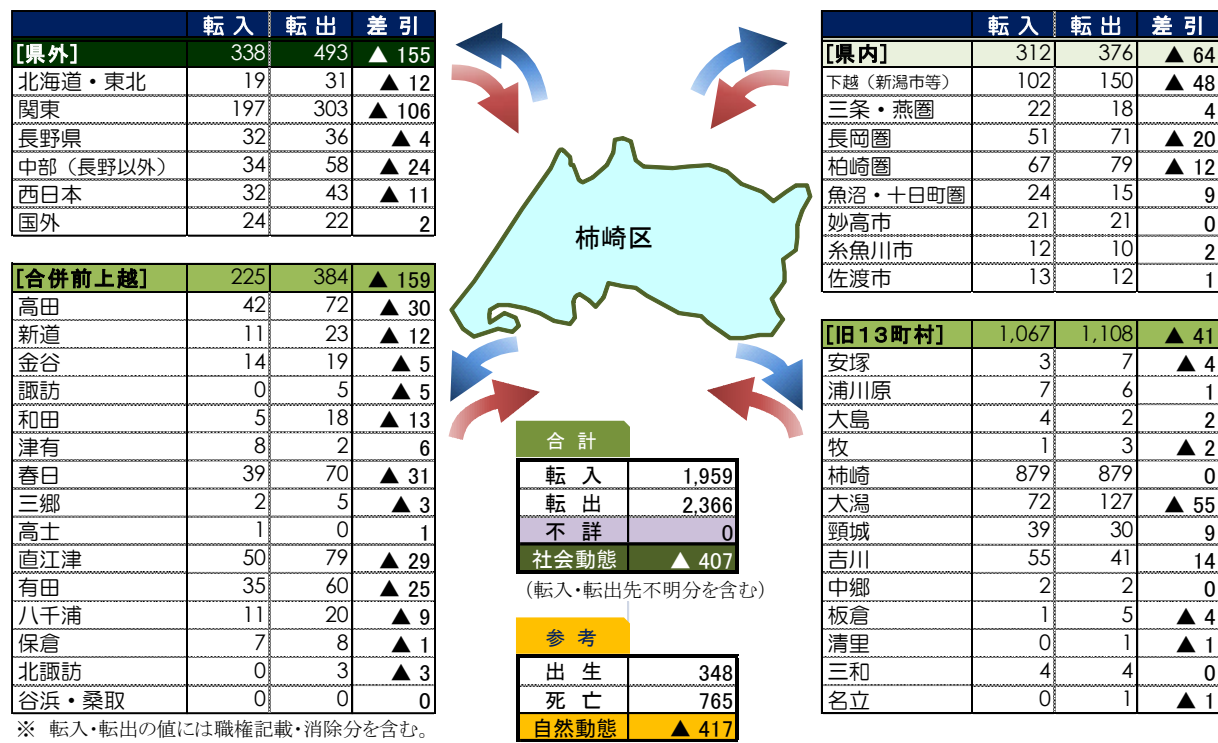 転入 転出 差引
[県外] 338 493 ▲ 155
北海道・東北 19 31 ▲ 12
関東 197 303 ▲ 106
長野県 32 36 ▲ 4
中部（長野以外） 34 58 ▲ 24
西日本 32 43 ▲ 11
国外 24 22 2
[合併前上越] 225 384 ▲ 159
高田 42 72 ▲ 30
新道 11 23 ▲ 12
金谷 14 19 ▲ 5
諏訪 0 5 ▲ 5
和田 5 18 ▲ 13
津有 8 2 6
春日 39 70 ▲ 31
三郷 2 5 ▲ 3
高士 1 0 1
直江津 50 79 ▲ 29
有田 35 60 ▲ 25
八千浦 11 20 ▲ 9
保倉 7 8 ▲ 1
北諏訪 0 3 ▲ 3
谷浜・桑取 0 0 0
※ 転入・転出の値には職権記載・消除分を含む。
柿崎区
合計
転入 1,959
転出 2,366
不詳 0
社会動態 ▲ 407
（転入・転出先不明分を含む）
参考
出生 348
死亡 765
自然動態 ▲ 417
転入 転出 差引
[県内] 312 376 ▲ 64
下越（新潟市等） 102 150 ▲ 48
三条・燕圏 22 18 4
長岡圏 51 71 ▲ 20
柏崎圏 67 79 ▲ 12
魚沼・十日町圏 24 15 9
妙高市 21 21 0
糸魚川市 12 10 2
佐渡市 13 12 1
[旧13町村] 1,067 1,108 ▲ 41
安塚 3 7 ▲ 4
浦川原 7 6 1
大島 4 2 2
牧 1 3 ▲ 2
柿崎 879 879 0
大潟 72 127 ▲ 55
頸城 39 30 9
吉川 55 41 14
中郷 2 2 0
板倉 1 5 ▲ 4
清里 0 1 ▲ 1
三和 4 4 0
名立 0 1 ▲ 1